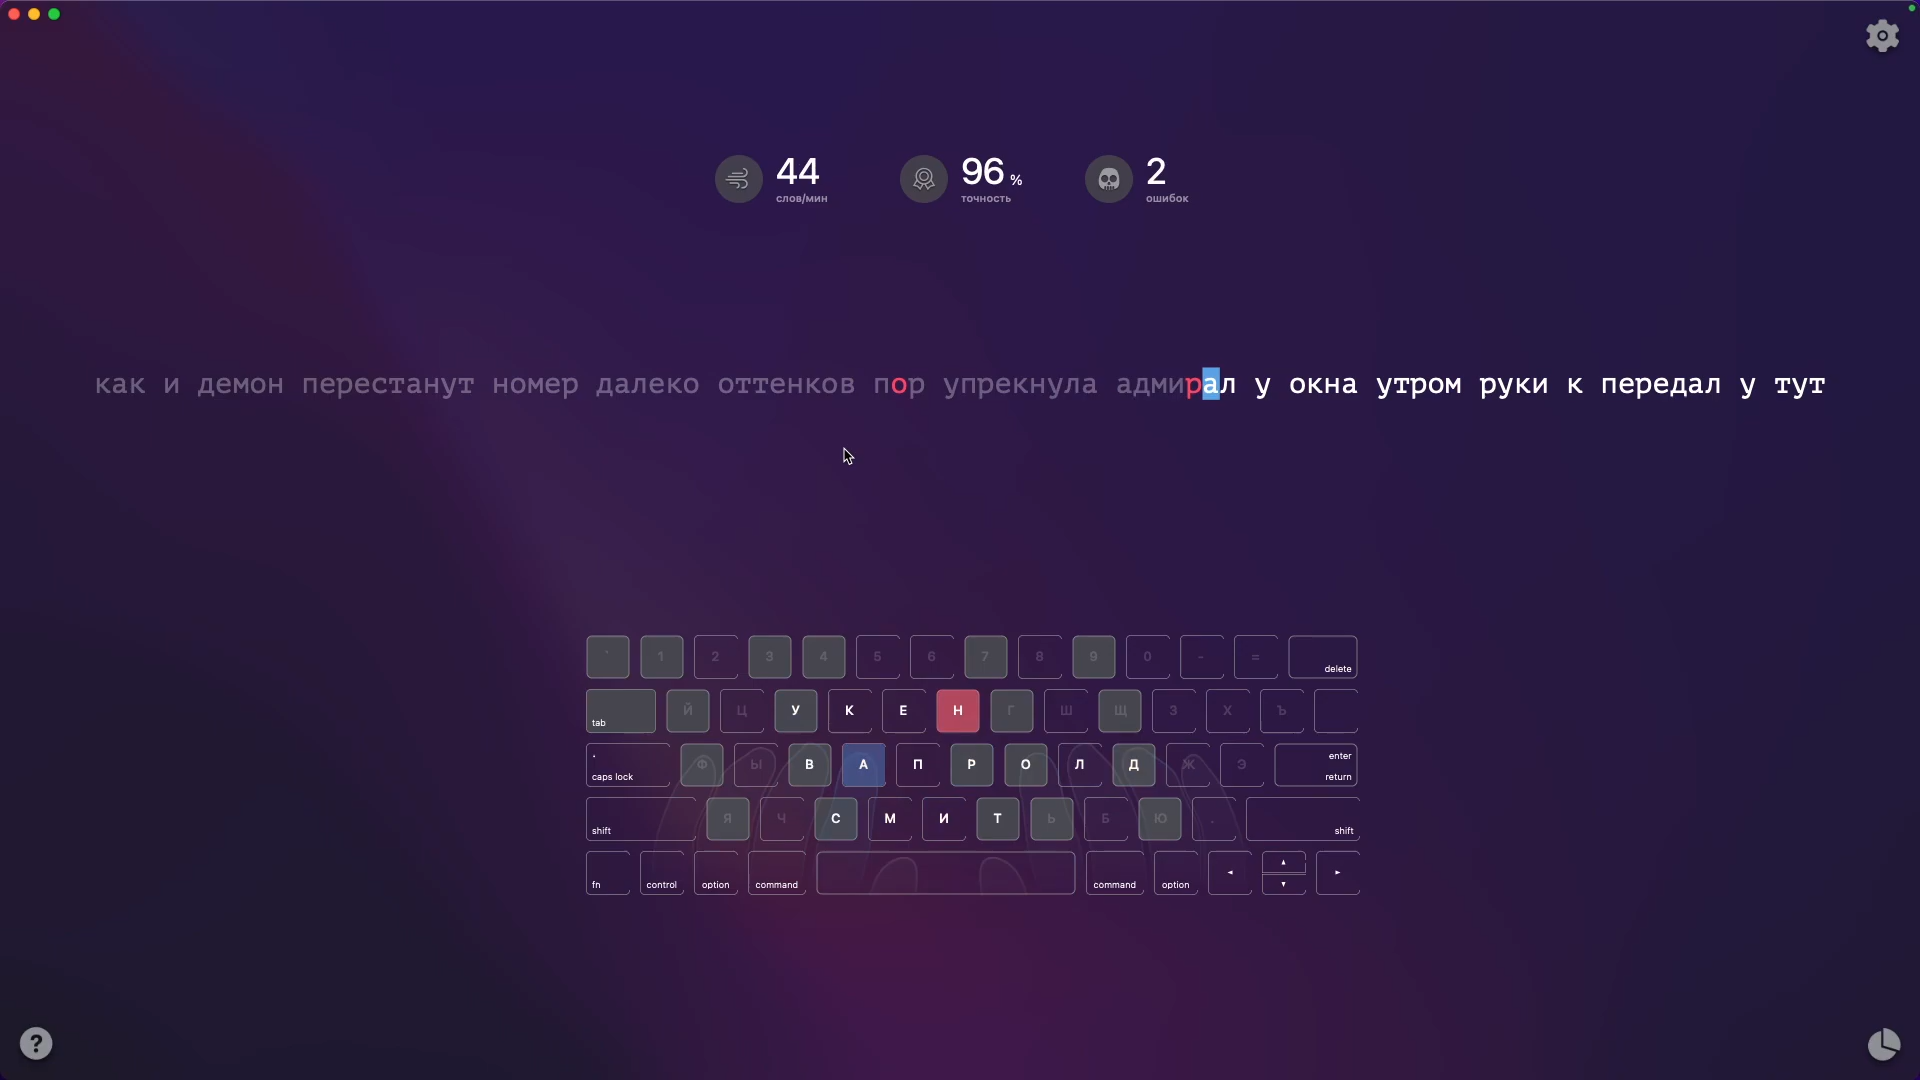 44
слов/мин
96 %
точность
2
ошибок
как и демон перестанут номер далеко оттенков пор упрекнула адмирал у окна утром руки к передал у тут
` 1 2 3 4 5 6 7 8 9 0 - = delete
tab Й Ц У К Е Н Г Ш Щ З Х Ъ
caps lock Ф Ы В А П Р О Л Д Ж Э enter return
shift Я Ч С М И Т Ь Б Ю . shift
fn control option command command option ◄ ▲ ▼ ►
?